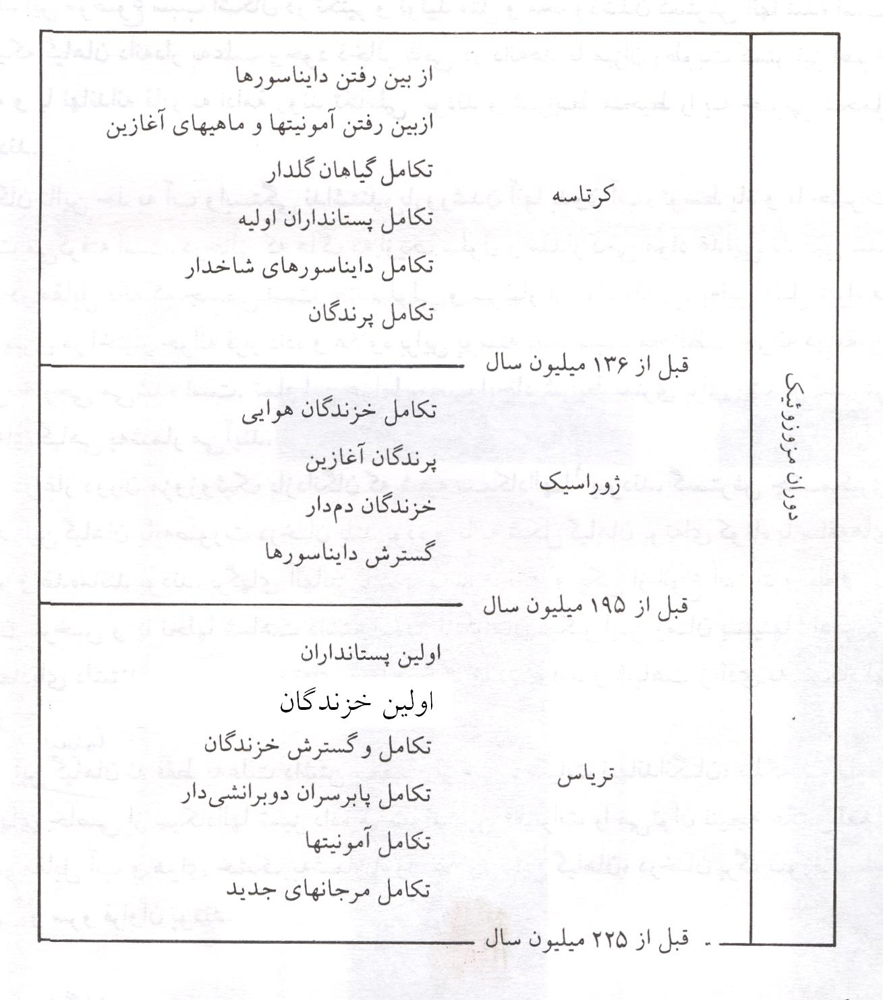 دوران مزوزوئیک
کرتاسه
از بین رفتن دایناسورها
ازبین رفتن آمونیتها و ماهیهای آغازین
تکامل گیاهان گلدار
تکامل پستانداران اولیه
تکامل دایناسورهای شاخدار
تکامل پرندگان
قبل از ۱۳۶ میلیون سال
ژوراسیک
تکامل خزندگان هوایی
پرندگان آغازین
خزندگان دم‌دار
گسترش دایناسورها
قبل از ۱۹۵ میلیون سال
تریاس
اولین پستانداران
اولین خزندگان
تکامل و گسترش خزندگان
تکامل پابرسران دوبرانشی‌دار
تکامل آمونیتها
تکامل مرجانهای جدید
قبل از ۲۲۵ میلیون سال